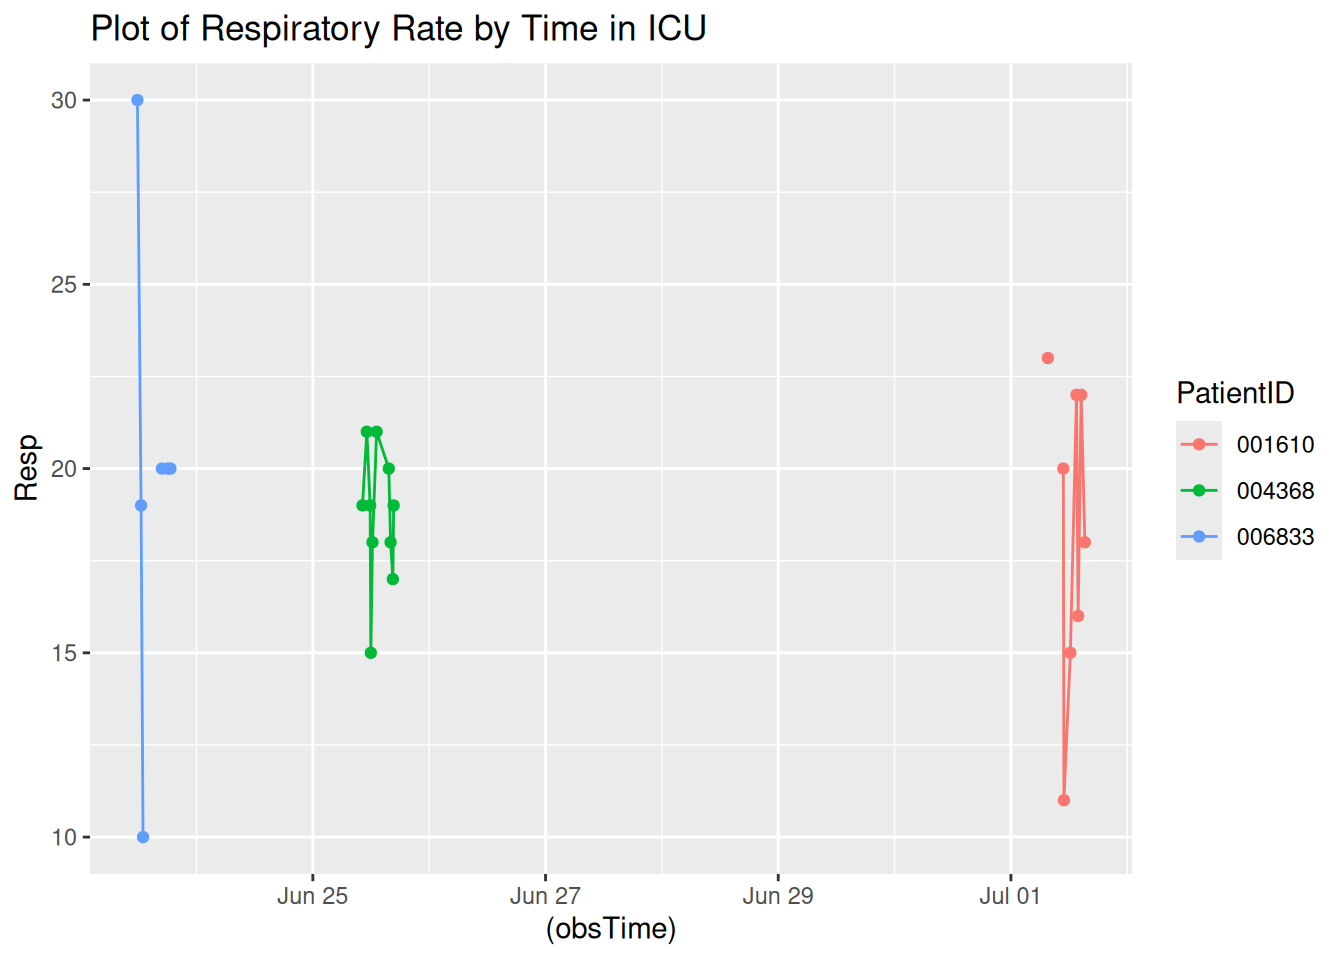 Plot of Respiratory Rate by Time in ICU
30
25
20
15
10
Resp
Jun 25
Jun 27
Jun 29
Jul 01
(obsTime)
PatientID
001610
004368
006833